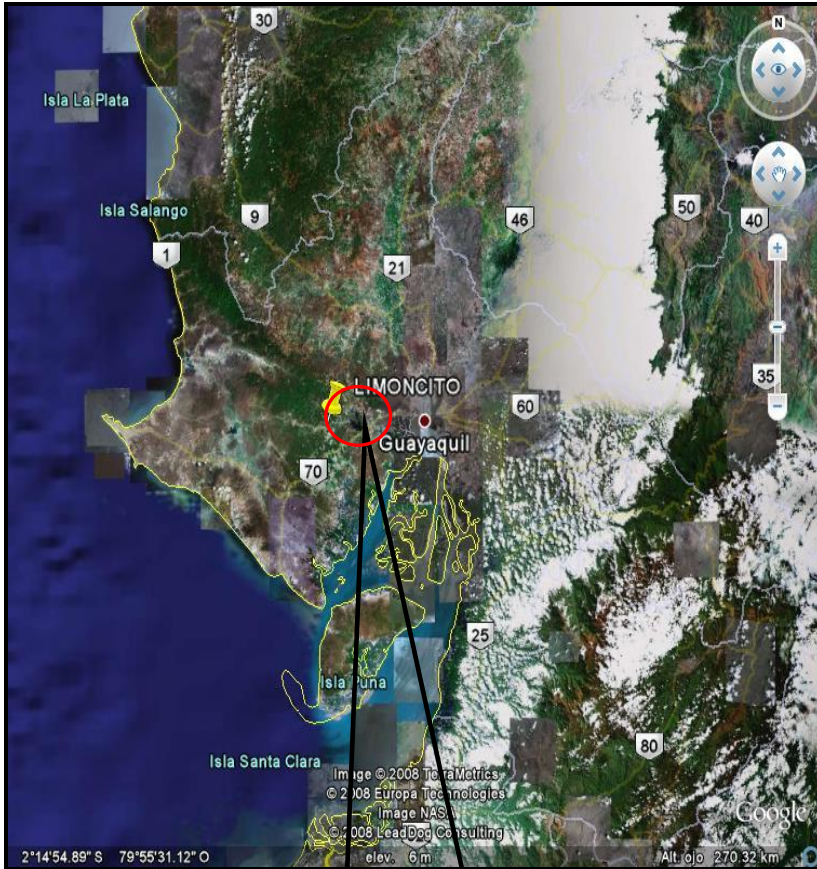 30
N
Isla La Plata
Isla Salango
9
46
50
40
1
21
35
LIMONCITO
60
Guayaquil
70
25
Isla Puna
80
Isla Santa Clara
Image © 2008 TerraMetrics
© 2008 Europa Technologies
Image NASA
© 2008 LeadDog Consulting
Google
2°14'54.89" S 79°55'31.12" O
elev. 6 m
Alt. ojo 270.32 km